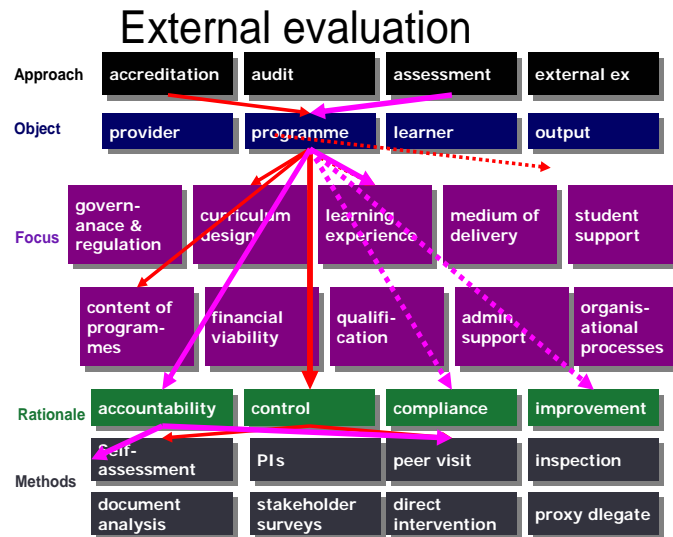 External evaluation
Approach
accreditation
audit
assessment
external ex
Object
provider
programme
learner
output
Focus
govern-
anace &
regulation
curriculum
design
learning
experience
medium of
delivery
student
support
content of
program-
mes
financial
viability
qualifi-
cation
admin
support
organis-
ational
processes
Rationale
accountability
control
compliance
improvement
Methods
Self-
assessment
PIs
peer visit
inspection
document
analysis
stakeholder
surveys
direct
intervention
proxy dlegate